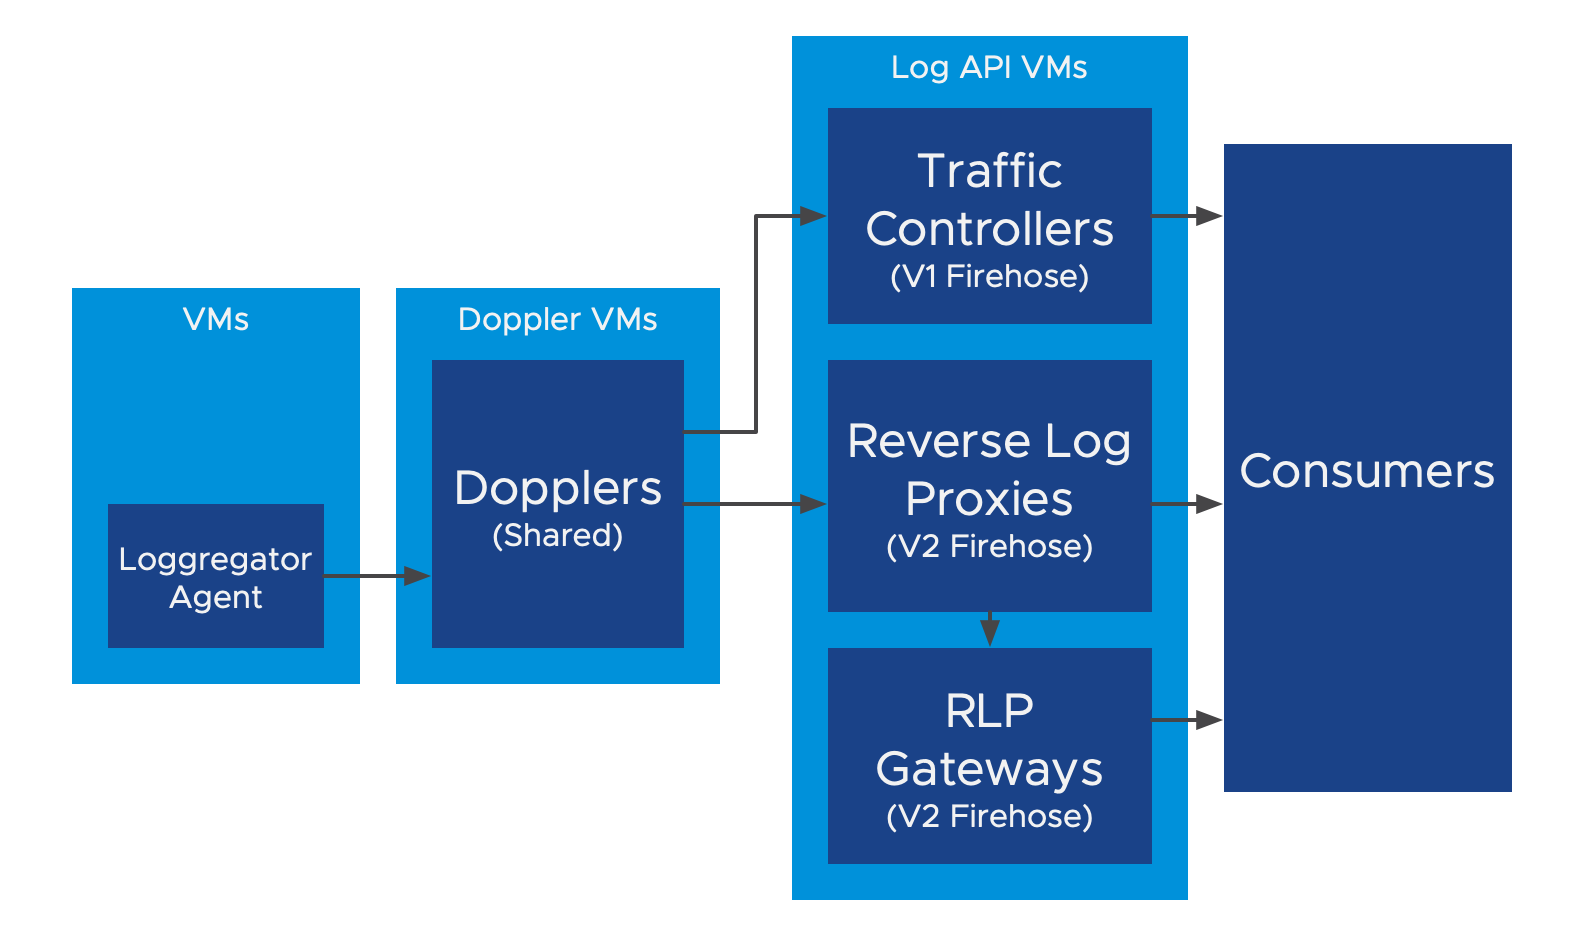 VMs
Loggregator
Agent
Doppler VMs
Dopplers
(Shared)
Log API VMs
Traffic
Controllers
(V1 Firehose)
Reverse Log
Proxies
(V2 Firehose)
RLP
Gateways
(V2 Firehose)
Consumers